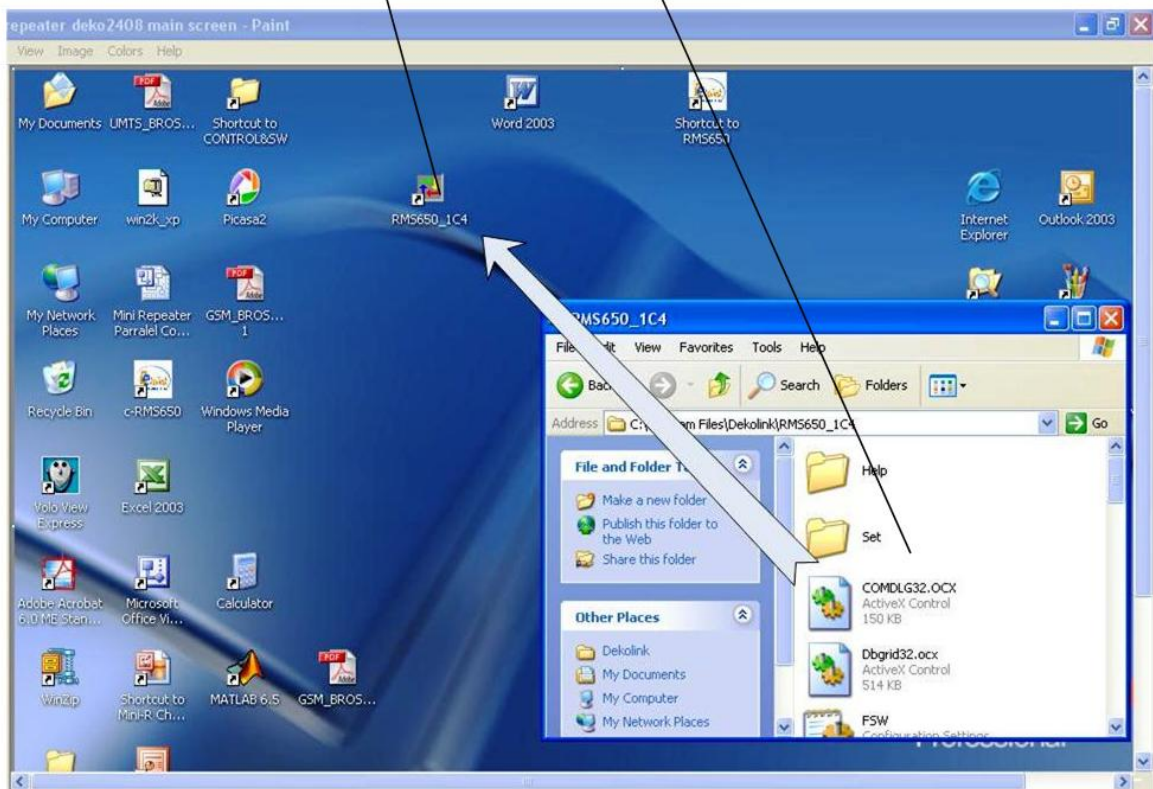 epeater deko2408 main screen - Paint
View Image Colors Help
My Documents
UMTS_BROS...
Shortcut to
CONTROL&SW
Word 2003
Shortcut to
RMS650
My Computer
win2k_xp
Picasa2
RMS650_1C4
Internet
Explorer
Outlook 2003
My Network
Places
Mini Repeater
Parralel Co...
GSM_BROS...
1
Recycle Bin
c-RMS650
Windows Media
Player
Volo View
Express
Excel 2003
Adobe Acrobat
6.0 ME Stan...
Microsoft
Office Vi...
Calculator
WinZip
Shortcut to
Mini-R Ch...
MATLAB 6.5
GSM_BROS...
RMS650_1C4
File Edit View Favorites Tools Help
Search Folders
Address Files\Dekolink\RMS650_1C4 Go
File and Folder
Make a new folder
Publish this folder to
the Web
Share this folder
Other Places
Dekolink
My Documents
My Computer
My Network Places
Help
Set
COMDLG32.OCX
ActiveX Control
150 KB
Dbgrid32.ocx
ActiveX Control
514 KB
FSW
Configuration Settings
Professional